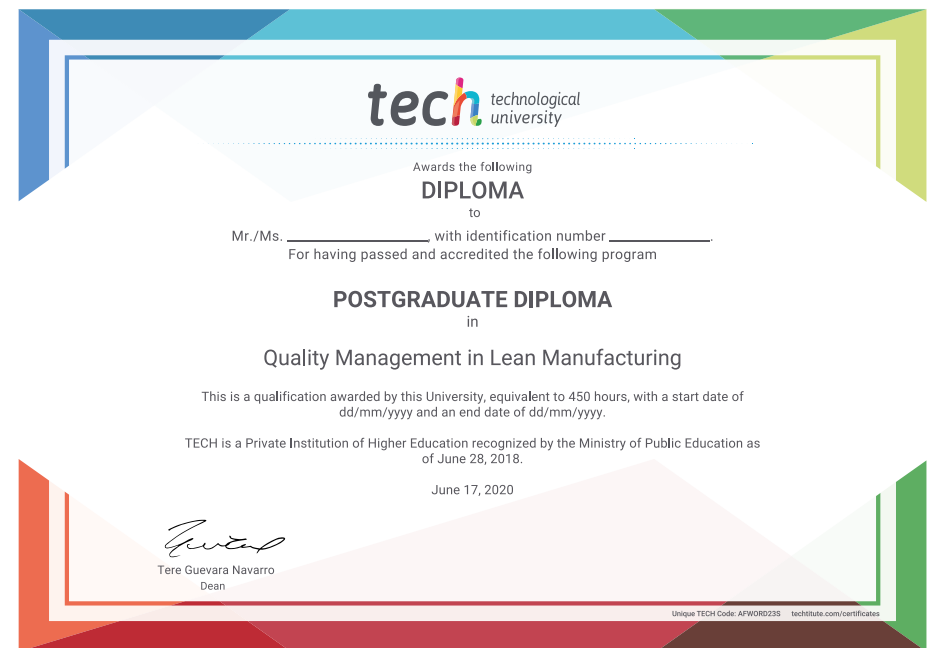 tech technological
university
Awards the following
DIPLOMA
to
Mr./Ms. ____________, with identification number ____________.
For having passed and accredited the following program
POSTGRADUATE DIPLOMA
in
Quality Management in Lean Manufacturing
This is a qualification awarded by this University, equivalent to 450 hours, with a start date of
dd/mm/yyyy and an end date of dd/mm/yyyy.
TECH is a Private Institution of Higher Education recognized by the Ministry of Public Education as
of June 28, 2018.
June 17, 2020
Tere Guevara Navarro
Dean
Unique TECH Code: AFWORD23S techtitute.com/certificates